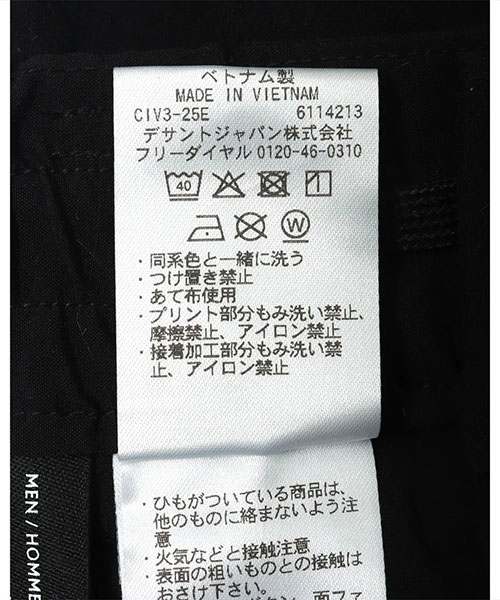 ベトナム製
MADE IN VIETNAM
CIV3-25E 6114213
デサントジャパン株式会社
フリーダイヤル 0120-46-0310
40
W
・同系色と一緒に洗う
・つけ置き禁止
・あて布使用
・プリント部分もみ洗い禁止、
摩擦禁止、アイロン禁止
・接着加工部分もみ洗い禁
止、アイロン禁止
・ひもがついている商品は、
他のものに絡まないよう注
意
・火気などと接触注意
・表面の粗いものとの接触は
おさけ下さい。
MEN / HOMME